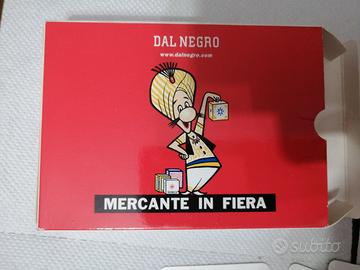 DAL NEGRO
www.dalnegro.com
MERCANTE IN FIERA
subito